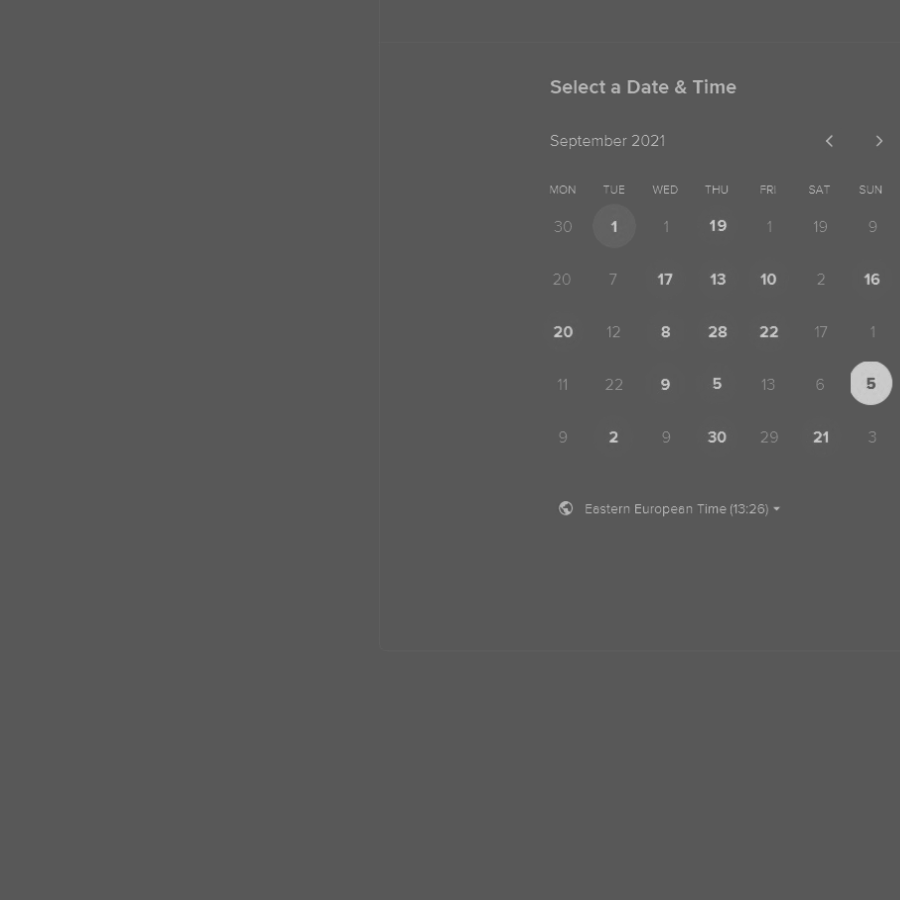 Select a Date & Time
September 2021
MON TUE WED THU FRI SAT SUN
30 1 1 19 1 19 9
20 7 17 13 10 2 16
20 12 8 28 22 17 1
11 22 9 5 13 6 5
9 2 9 30 29 21 3
Eastern European Time (13:26)